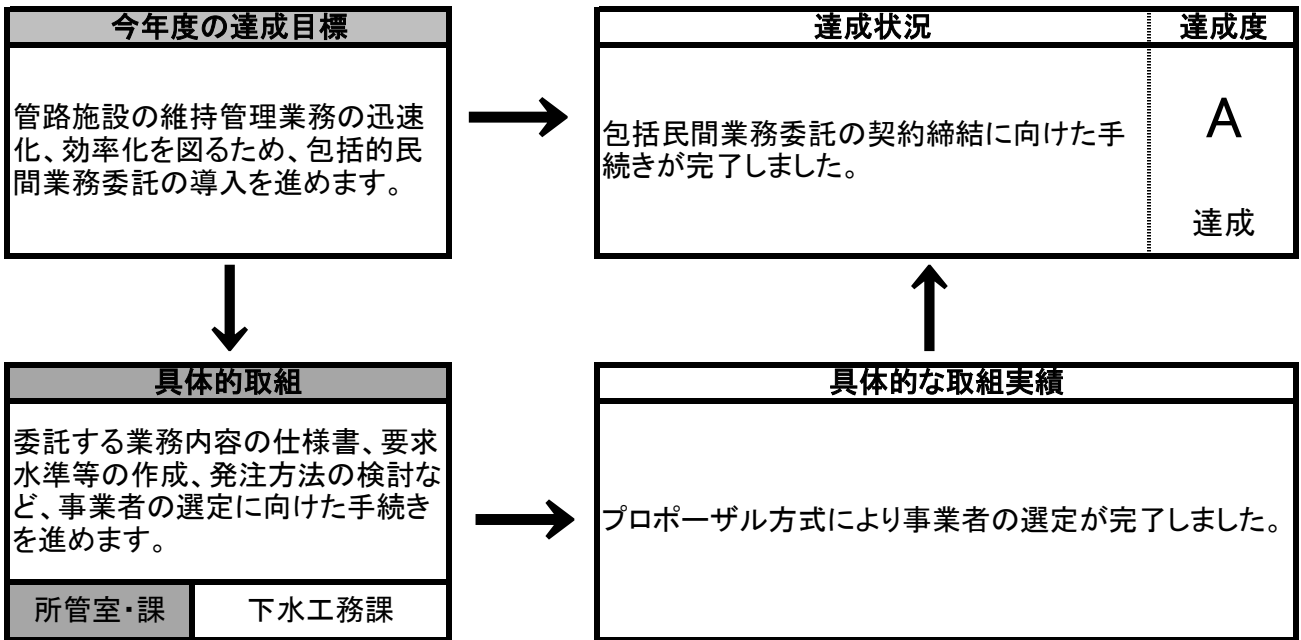 今年度の達成目標
管路施設の維持管理業務の迅速
化、効率化を図るため、包括的民
間業務委託の導入を進めます。
達成状況
達成度
包括民間業務委託の契約締結に向けた手
続きが完了しました。
A
達成
具体的取組
委託する業務内容の仕様書、要求
水準等の作成、発注方法の検討な
ど、事業者の選定に向けた手続き
を進めます。
所管室・課
下水工務課
具体的な取組実績
プロポーザル方式により事業者の選定が完了しました。